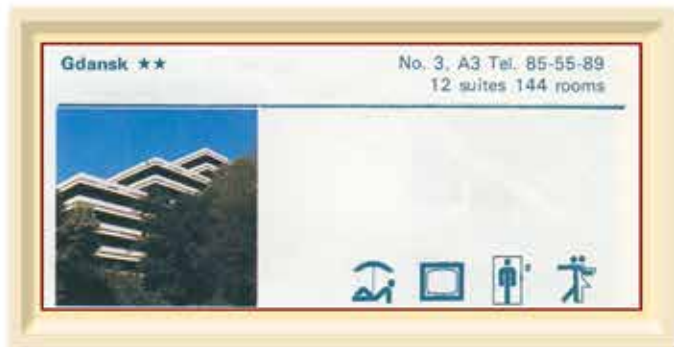 Gdansk ★★
No. 3, A3 Tel. 85-55-89
12 suites 144 rooms